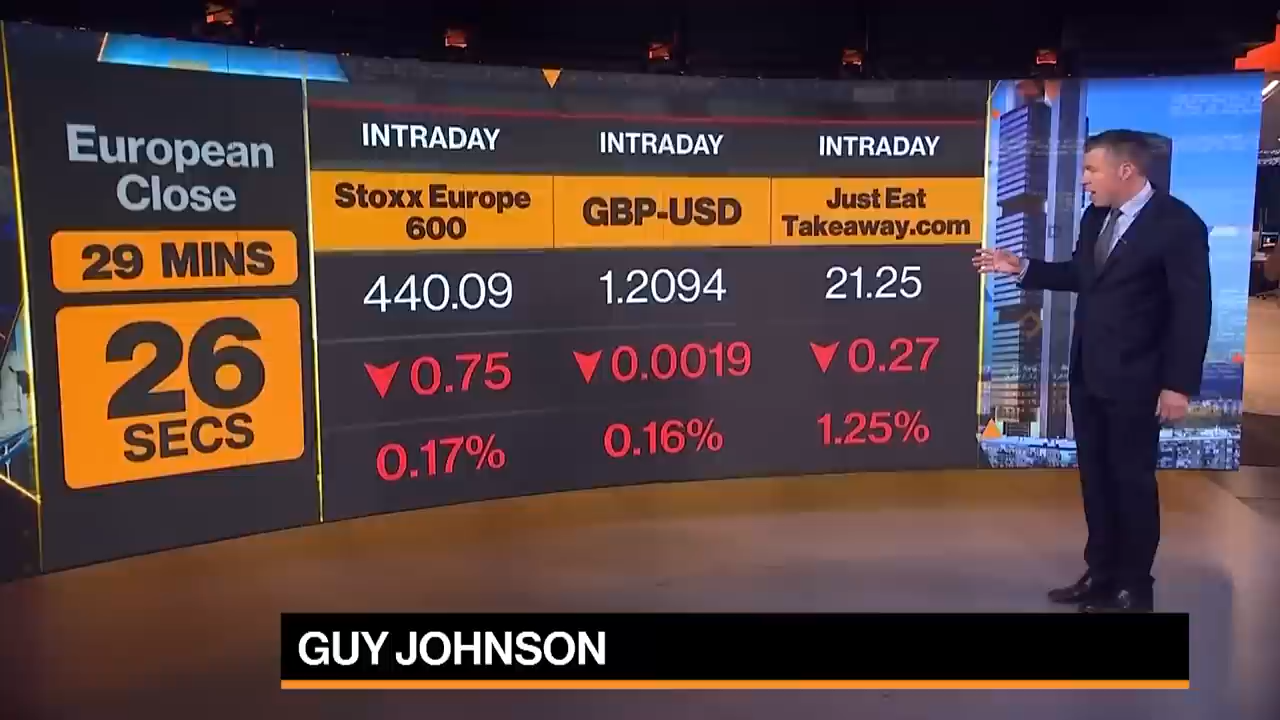 European
Close
29 MINS
26
SECS
INTRADAY
Stoxx Europe
600
440.09
▼0.75
0.17%
INTRADAY
GBP-USD
1.2094
▼0.0019
0.16%
INTRADAY
Just Eat
Takeaway.com
21.25
▼0.27
1.25%
GUY JOHNSON